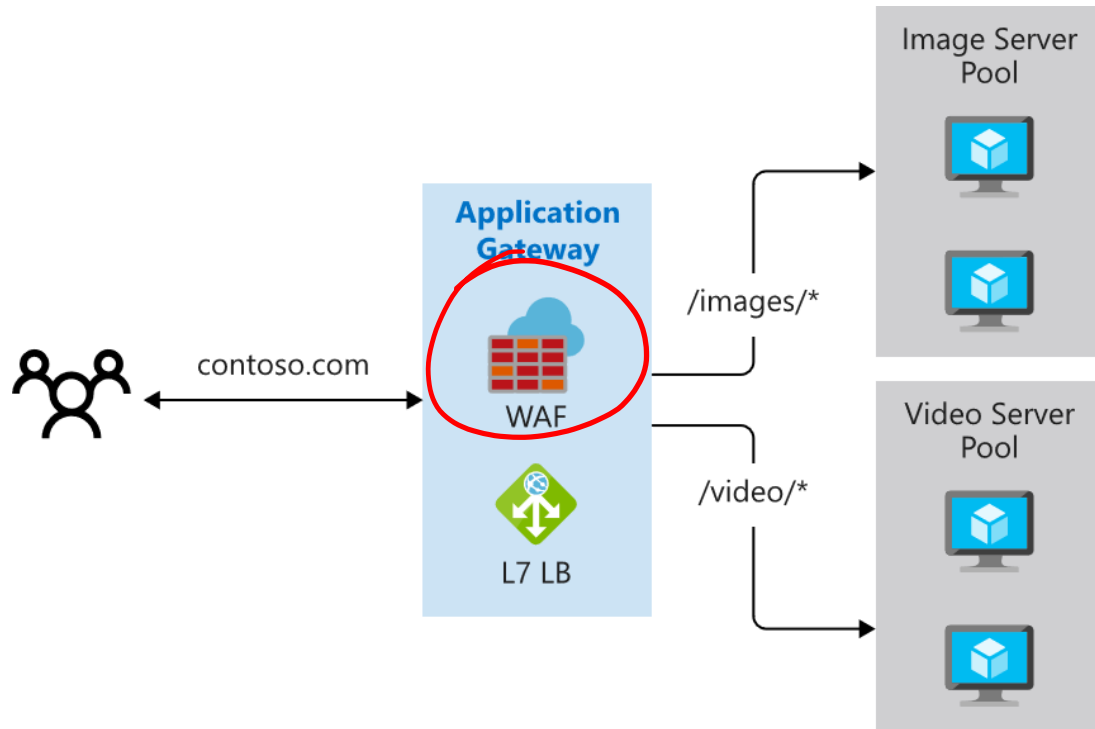 Image Server
Pool
Application
Gateway
/images/*
contoso.com
WAF
Video Server
Pool
/video/*
L7 LB